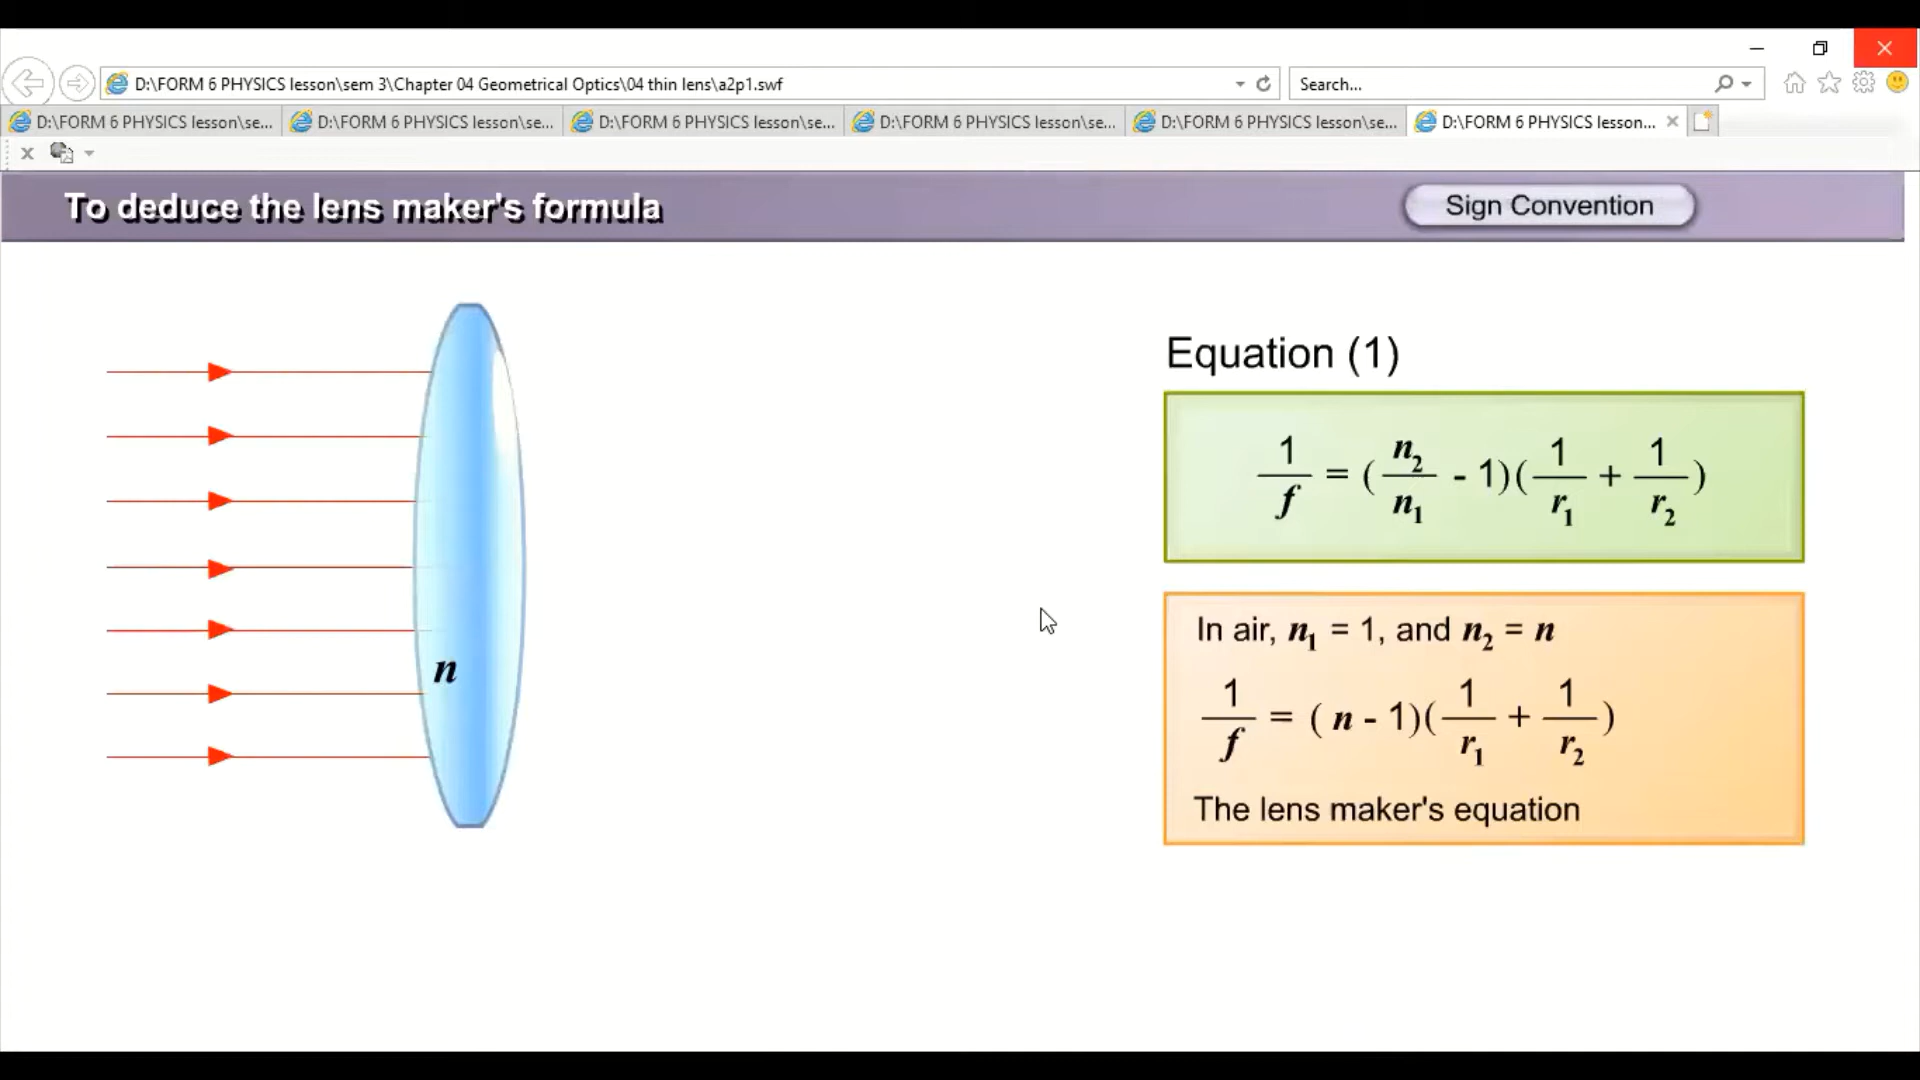 D:\FORM 6 PHYSICS lesson\sem 3\Chapter 04 Geometrical Optics\04 thin lens\a2p1.swf
Search...
D:\FORM 6 PHYSICS lesson\se...
D:\FORM 6 PHYSICS lesson\se...
D:\FORM 6 PHYSICS lesson\se...
D:\FORM 6 PHYSICS lesson\se...
D:\FORM 6 PHYSICS lesson\se...
D:\FORM 6 PHYSICS lesson...
To deduce the lens maker's formula
Sign Convention
n
Equation (1)
1/f = (n₂/n₁ - 1)(1/r₁ + 1/r₂)
In air, n₁ = 1, and n₂ = n
1/f = ( n - 1)(1/r₁ + 1/r₂)
The lens maker's equation